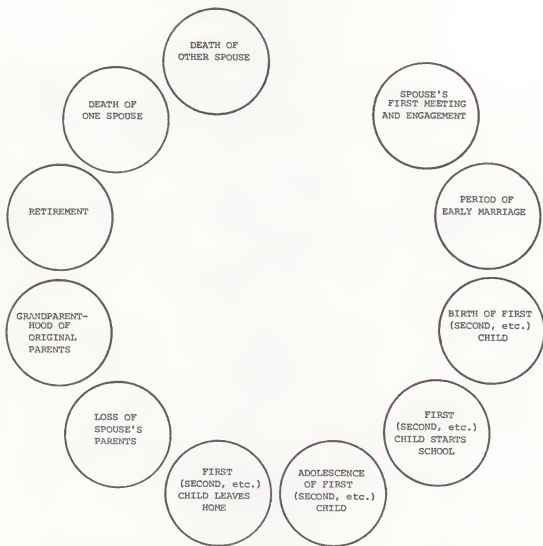 SPOUSE'S
FIRST MEETING
AND ENGAGEMENT
PERIOD OF
EARLY MARRIAGE
BIRTH OF FIRST
(SECOND, etc.)
CHILD
FIRST
(SECOND, etc.)
CHILD STARTS
SCHOOL
ADOLESCENCE
OF FIRST
(SECOND, etc.)
CHILD
FIRST
(SECOND, etc.)
CHILD LEAVES
HOME
LOSS OF
SPOUSE'S
PARENTS
GRANDPARENT-
HOOD OF
ORIGINAL
PARENTS
RETIREMENT
DEATH OF
ONE SPOUSE
DEATH OF
OTHER SPOUSE